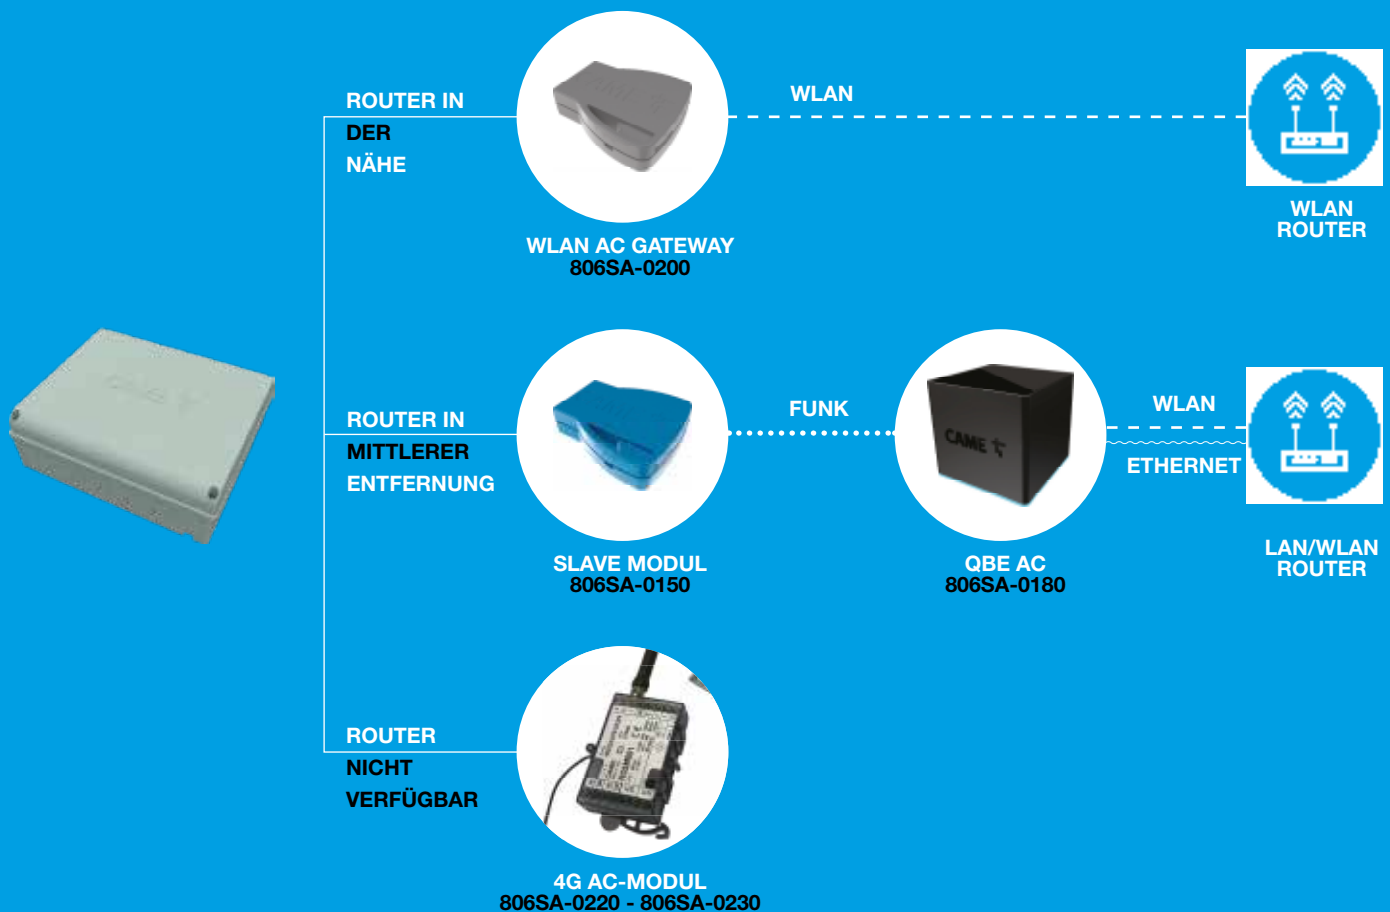 ROUTER IN
DER
NÄHE
WLAN
WLAN
ROUTER
WLAN AC GATEWAY
806SA-0200
ROUTER IN
MITTLERER
ENTFERNUNG
FUNK
CAME
WLAN
ETHERNET
SLAVE MODUL
806SA-0150
QBE AC
806SA-0180
LAN/WLAN
ROUTER
ROUTER
NICHT
VERFÜGBAR
4G AC-MODUL
806SA-0220 - 806SA-0230